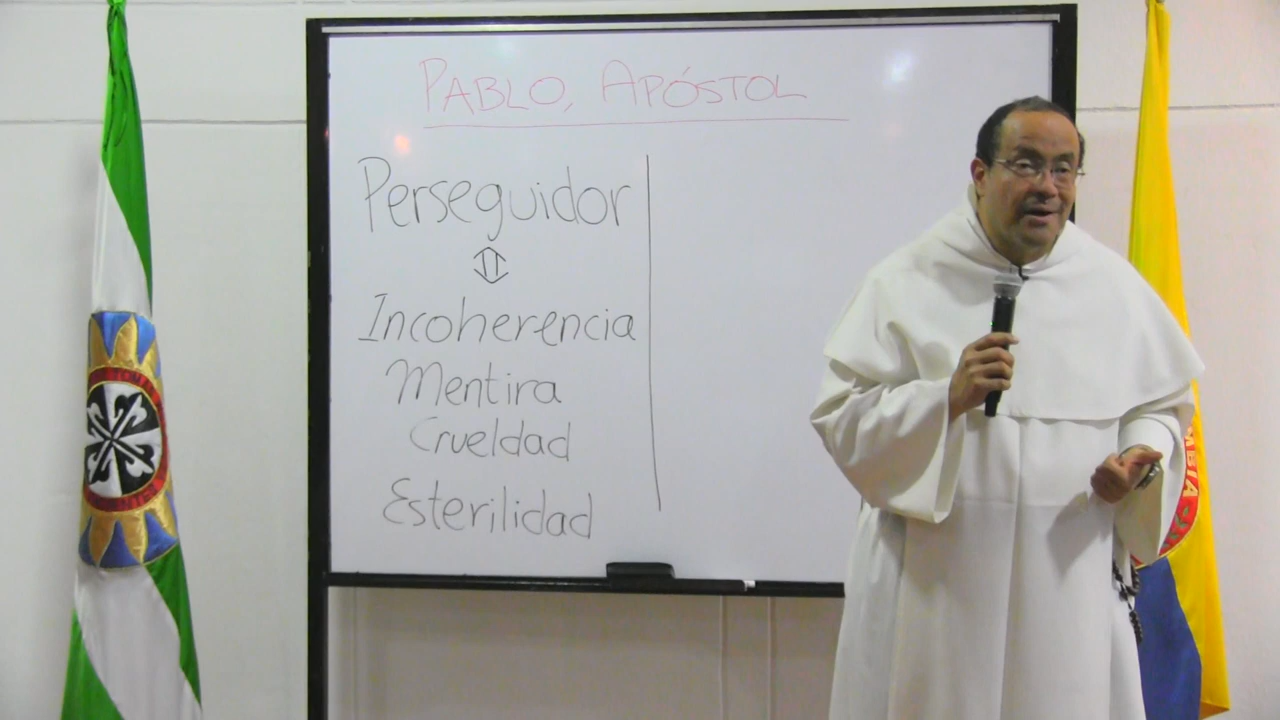 PABLO, APÓSTOL
Perseguidor
Incoherencia
Mentira
Crueldad
Esterilidad